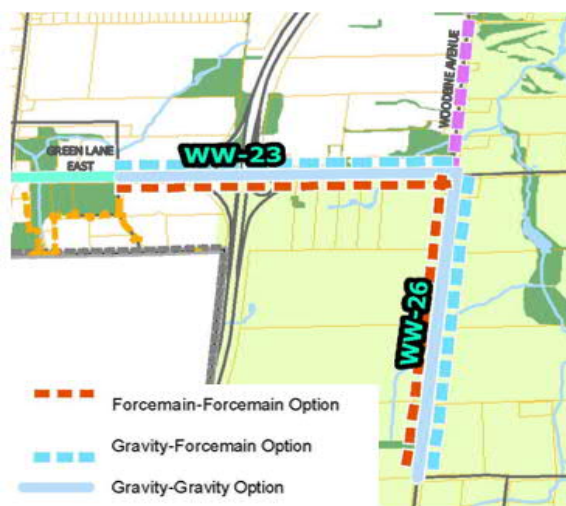 WOODBINE AVENUE
GREEN LANE
EAST
WW-23
WW-26
Forcemain-Forcemain Option
Gravity-Forcemain Option
Gravity-Gravity Option